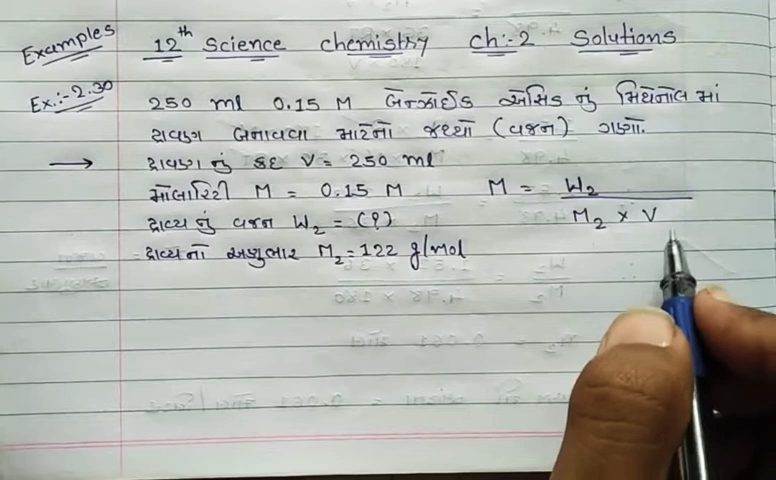 Examples 12th Science Chemistry Ch:-2 Solutions
Ex:-2.30 250 ml 0.15 M બેન્ઝોઈક એસિડ નું મિથેનોલ માં
દ્રાવણ બનાવવા માટેનો જથ્થો (વજન) ગણો.
→ દ્રાવણ નું કદ V = 250 ml
મોલારિટી M = 0.15 M M = W₂
દ્રાવ્ય નું વજન W₂ = (?) M₂ × V
દ્રાવ્યનો અણુભાર M₂ = 122 g/mol